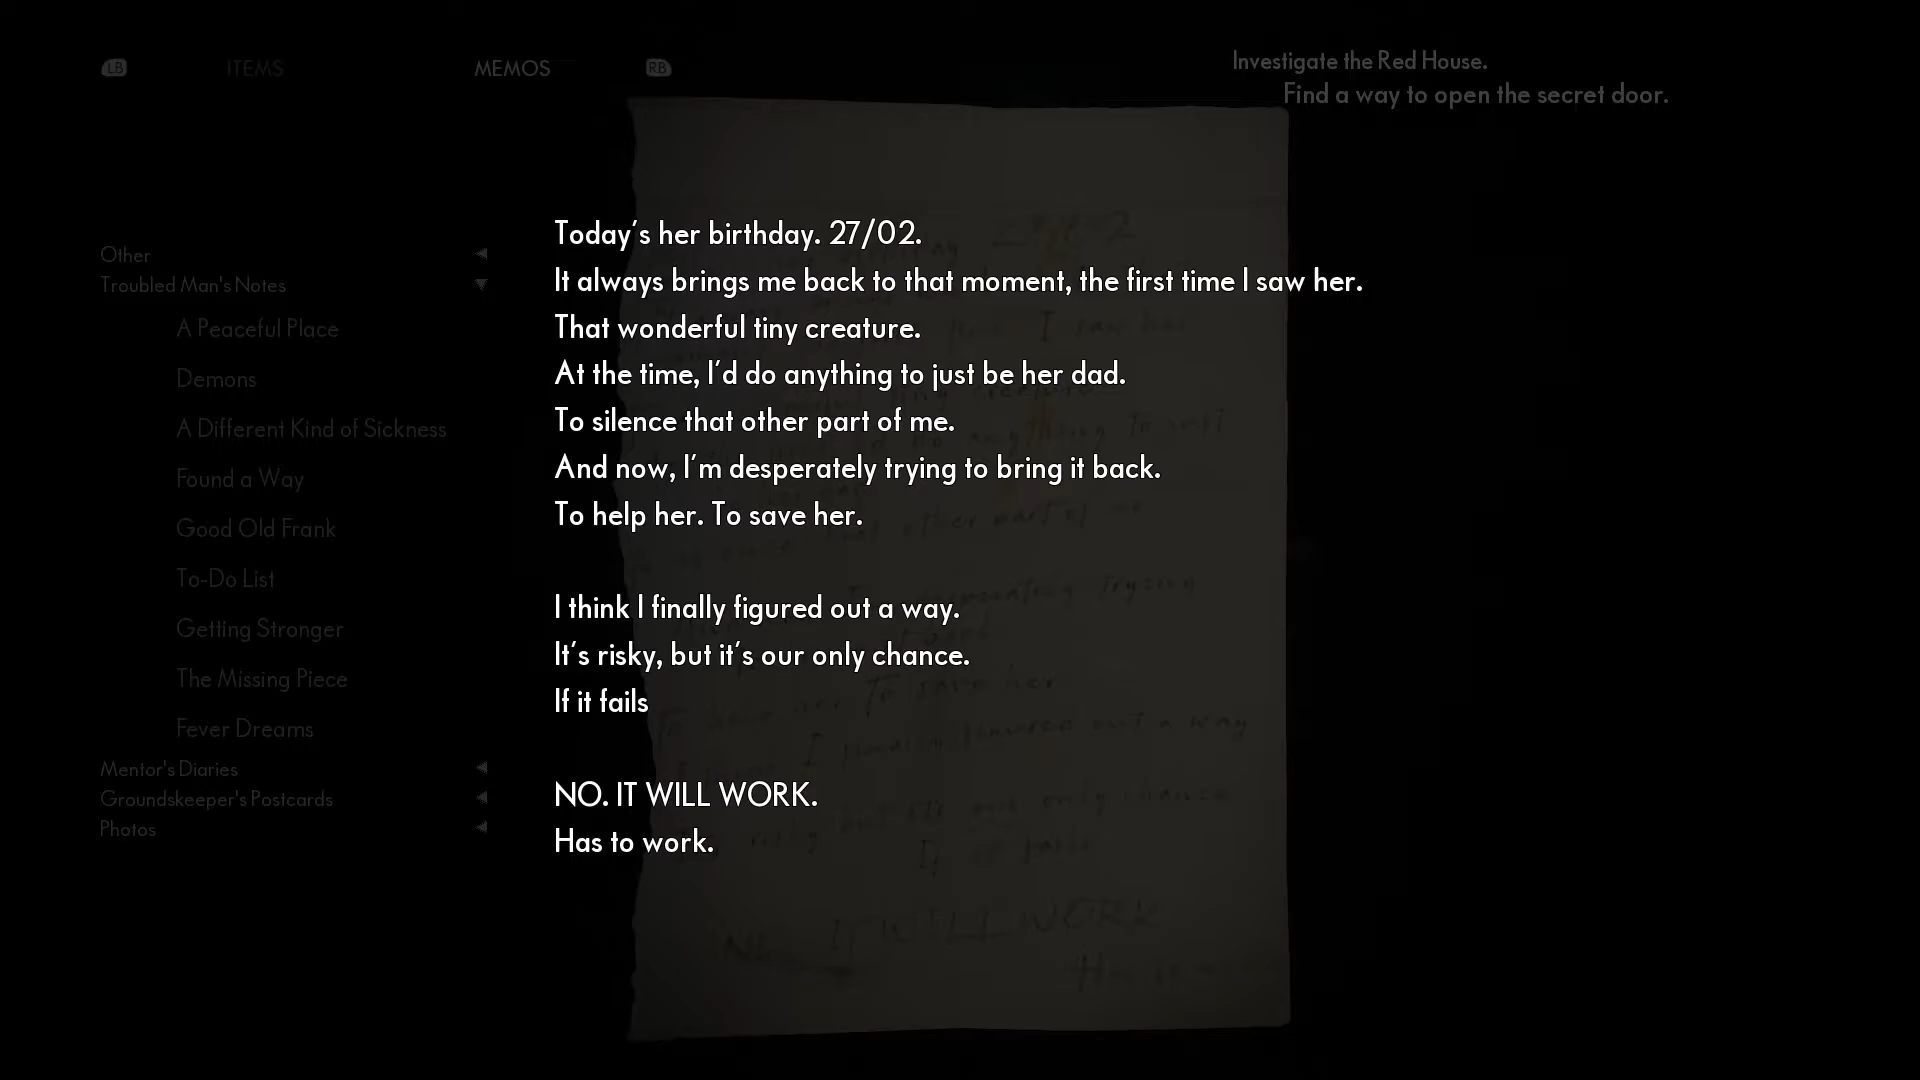 LB
ITEMS
MEMOS
RB
Investigate the Red House.
Find a way to open the secret door.
Other
Troubled Man's Notes
A Peaceful Place
Demons
A Different Kind of Sickness
Found a Way
Good Old Frank
To-Do List
Getting Stronger
The Missing Piece
Fever Dreams
Mentor's Diaries
Groundskeeper's Postcards
Photos
Today's her birthday. 27/02.
It always brings me back to that moment, the first time I saw her.
That wonderful tiny creature.
At the time, I'd do anything to just be her dad.
To silence that other part of me.
And now, I'm desperately trying to bring it back.
To help her. To save her.
I think I finally figured out a way.
It's risky, but it's our only chance.
If it fails
NO. IT WILL WORK.
Has to work.